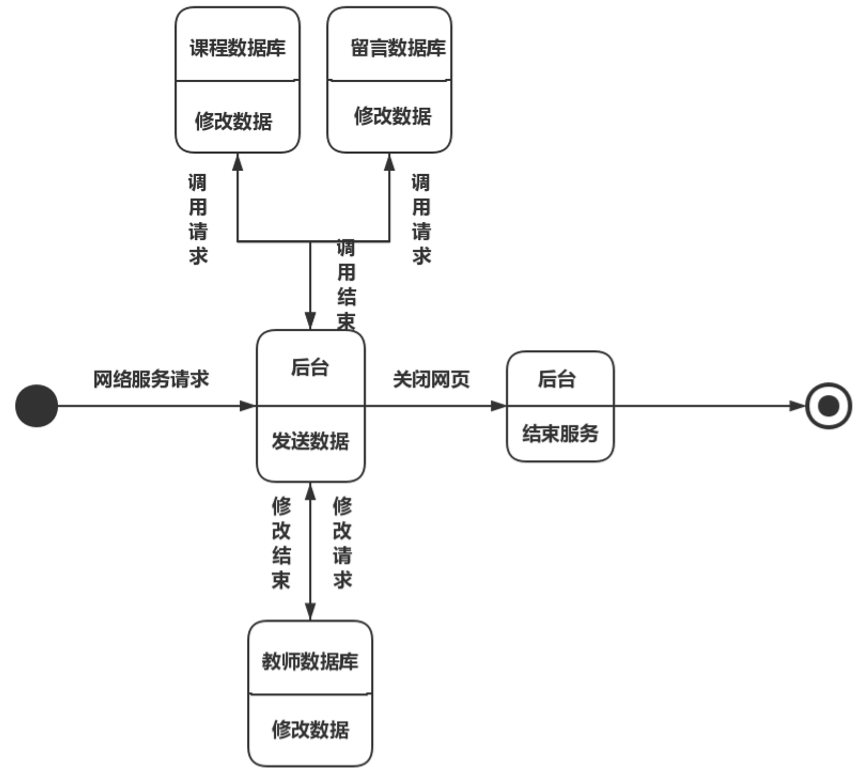 课程数据库
修改数据
留言数据库
修改数据
调用请求
调用请求
调用结束
网络服务请求
后台
发送数据
关闭网页
后台
结束服务
修改结束
修改请求
教师数据库
修改数据